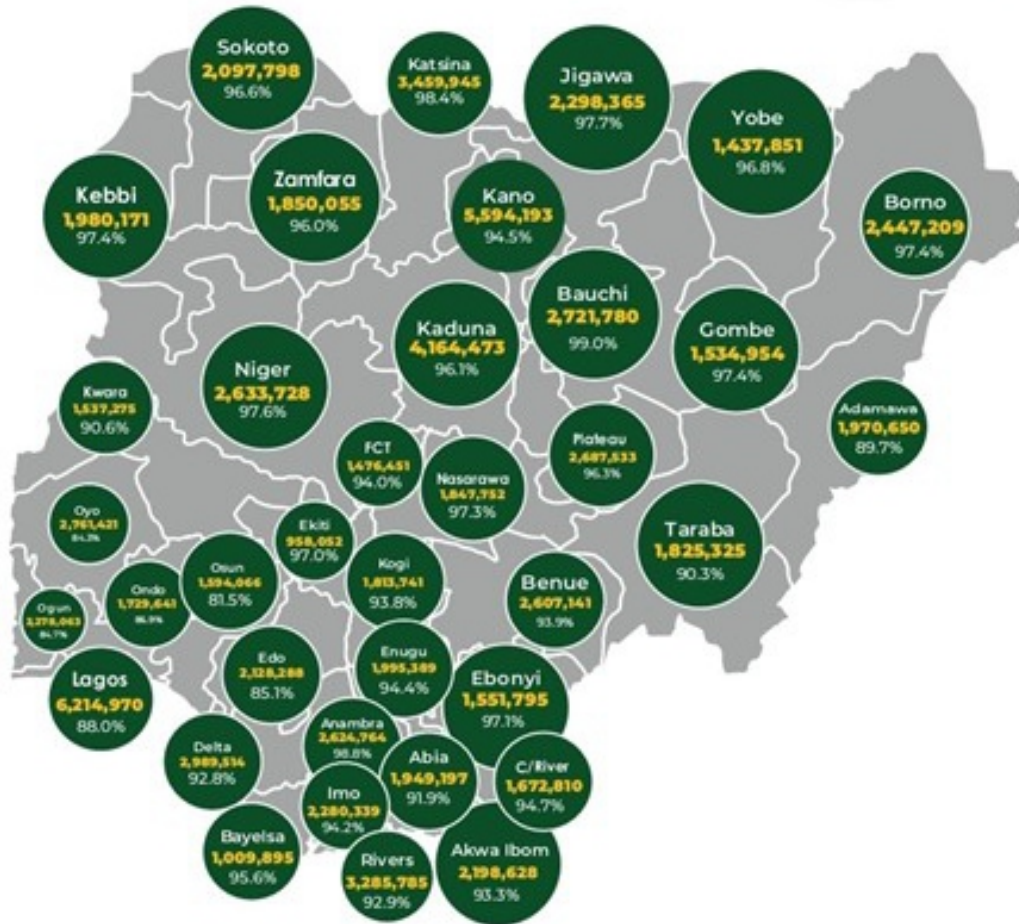 Sokoto
2,097,798
96.6%
Katsina
3,459,945
98.4%
Jigawa
2,298,365
97.7%
Yobe
1,437,851
96.8%
Kebbi
1,980,171
97.4%
Zamfara
1,850,055
96.0%
Kano
5,594,193
94.5%
Borno
2,447,209
97.4%
Bauchi
2,721,780
99.0%
Kaduna
4,164,473
96.1%
Gombe
1,534,954
97.4%
Niger
2,633,728
97.6%
Kwara
1,537,275
90.6%
Adamawa
1,970,650
89.7%
FCT
1,476,451
94.0%
Plateau
2,687,533
96.3%
Nasarawa
1,847,752
97.3%
Oyo
2,761,421
84.3%
Ekiti
958,052
97.0%
Taraba
1,825,325
90.3%
Osun
1,594,066
81.5%
Kogi
1,813,741
93.8%
Ondo
1,729,641
86.9%
Benue
2,607,141
93.9%
Ogun
2,278,063
84.7%
Edo
2,128,288
85.1%
Enugu
1,995,389
94.4%
Lagos
6,214,970
88.0%
Ebonyi
1,551,795
97.1%
Delta
2,989,514
92.8%
Anambra
2,624,764
98.8%
Abia
1,949,197
91.9%
C/River
1,672,810
94.7%
Imo
2,280,339
94.2%
Bayelsa
1,009,895
95.6%
Rivers
3,285,785
92.9%
Akwa Ibom
2,198,628
93.3%